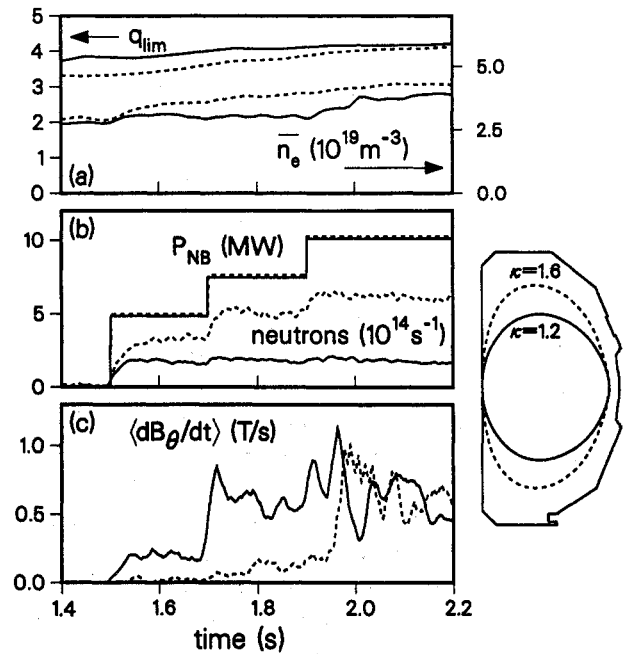 5
4
3
2
1
0
q_lim
n̅_e (10^19 m^-3)
(a)
5.0
2.5
0.0
(b)
10
5
0
P_NB (MW)
neutrons (10^14 s^-1)
κ=1.6
κ=1.2
(c)
⟨dB_θ/dt⟩ (T/s)
1.0
0.5
0.0
1.4 1.6 1.8 2.0 2.2
time (s)